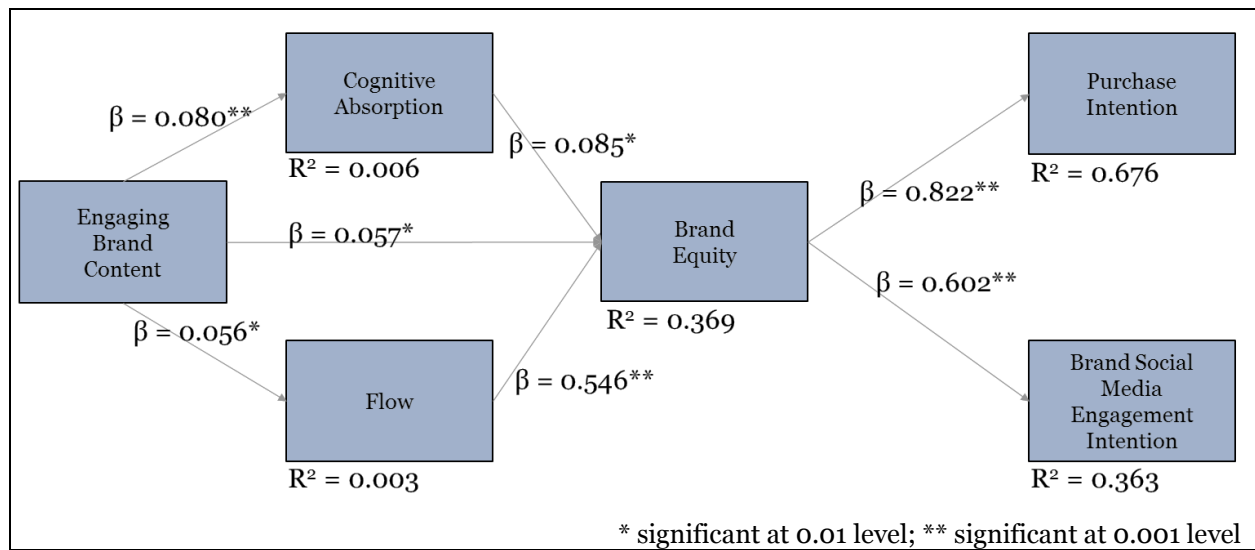 Cognitive
Absorption
R² = 0.006
β = 0.080**
Engaging
Brand
Content
β = 0.057*
β = 0.056*
Flow
R² = 0.003
β = 0.085*
β = 0.546**
Brand
Equity
R² = 0.369
β = 0.822**
β = 0.602**
Purchase
Intention
R² = 0.676
Brand Social
Media
Engagement
Intention
R² = 0.363
* significant at 0.01 level; ** significant at 0.001 level